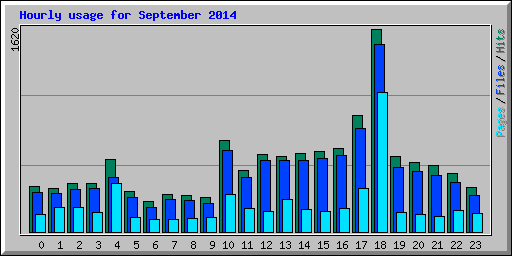 Hourly usage for September 2014
1620
Pages/Files/Hits
0 1 2 3 4 5 6 7 8 9 10 11 12 13 14 15 16 17 18 19 20 21 22 23